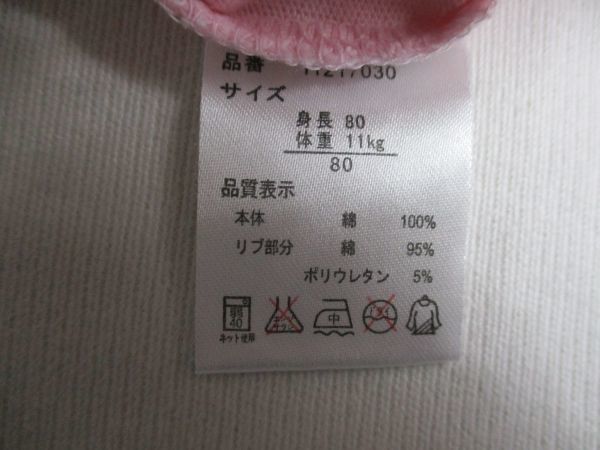 品番 11217030
サイズ
身長 80
体重 11kg
80
品質表示
本体 綿 100%
リブ部分 綿 95%
ポリウレタン 5%
弱
40
中
ネット使用